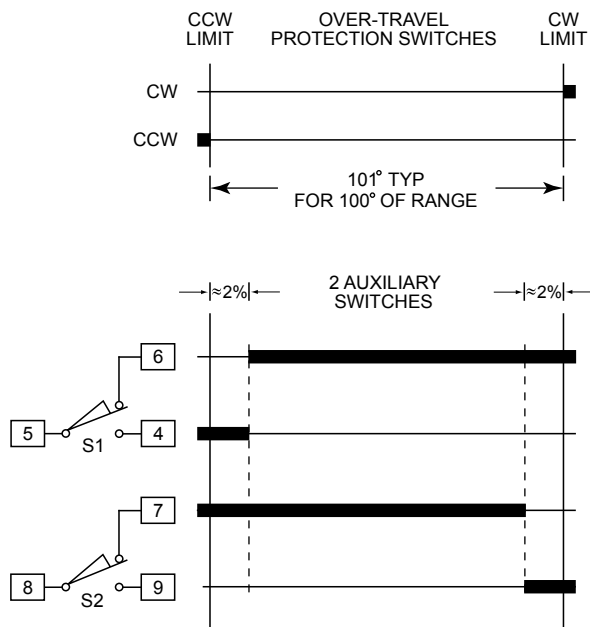 CCW LIMIT
OVER-TRAVEL PROTECTION SWITCHES
CW LIMIT
CW
CCW
101° TYP
FOR 100° OF RANGE
≈2%
2 AUXILIARY SWITCHES
≈2%
6
5
S1
4
7
8
S2
9